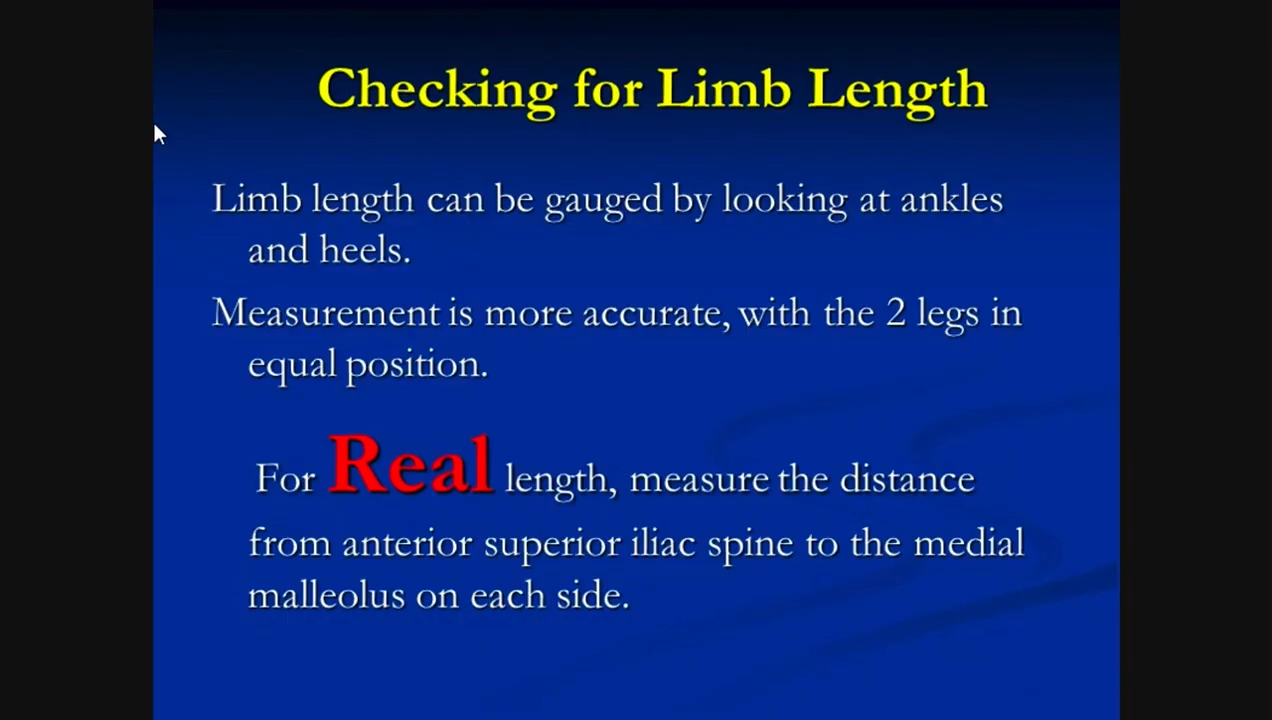 Checking for Limb Length
Limb length can be gauged by looking at ankles
and heels.
Measurement is more accurate, with the 2 legs in
equal position.
For Real length, measure the distance
from anterior superior iliac spine to the medial
malleolus on each side.